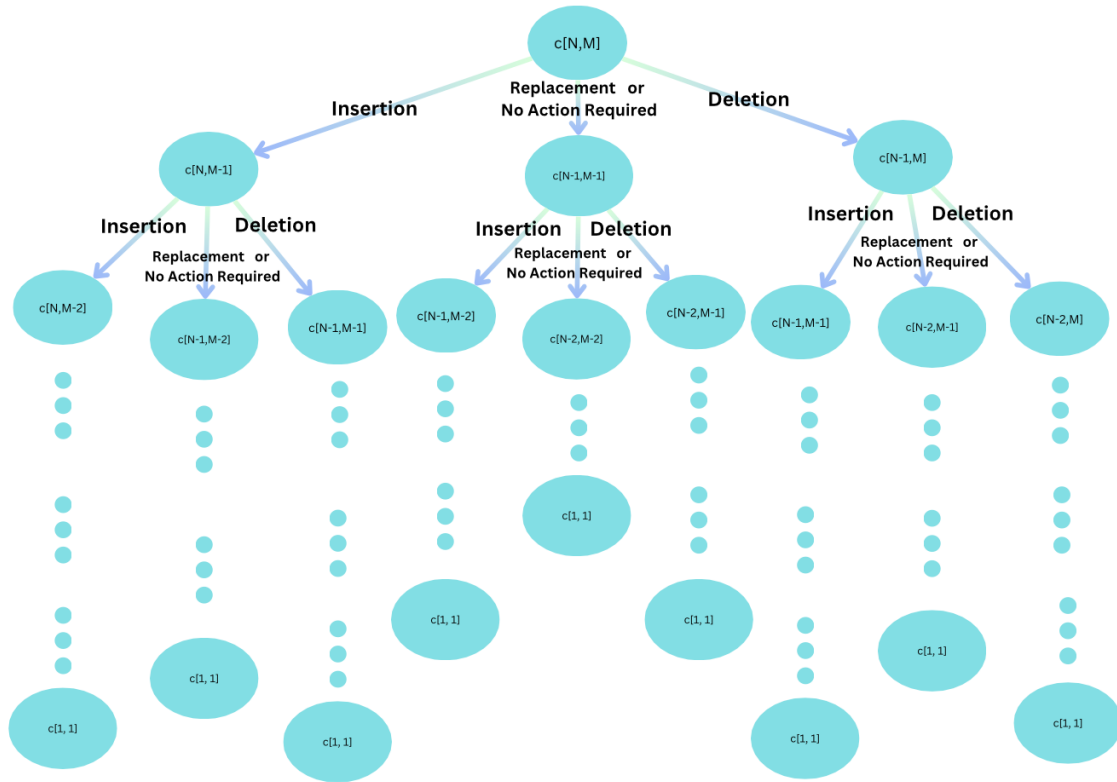 c[N,M]
Insertion
Replacement or
No Action Required
Deletion
c[N,M-1]
c[N-1,M-1]
c[N-1,M]
Insertion
Replacement or
No Action Required
Deletion
Insertion
Replacement or
No Action Required
Deletion
Insertion
Replacement or
No Action Required
Deletion
c[N,M-2]
c[N-1,M-2]
c[N-1,M-1]
c[N-1,M-2]
c[N-2,M-2]
c[N-2,M-1]
c[N-1,M-1]
c[N-2,M-1]
c[N-2,M]
c[1, 1]
c[1, 1]
c[1, 1]
c[1, 1]
c[1, 1]
c[1, 1]
c[1, 1]
c[1, 1]
c[1, 1]